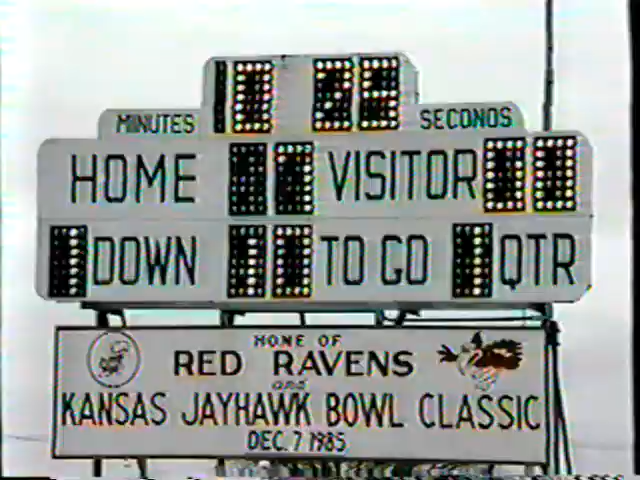 MINUTES SECONDS
HOME VISITOR
DOWN TO GO QTR
HOME OF
RED RAVENS
and
KANSAS JAYHAWK BOWL CLASSIC
DEC. 7 1985